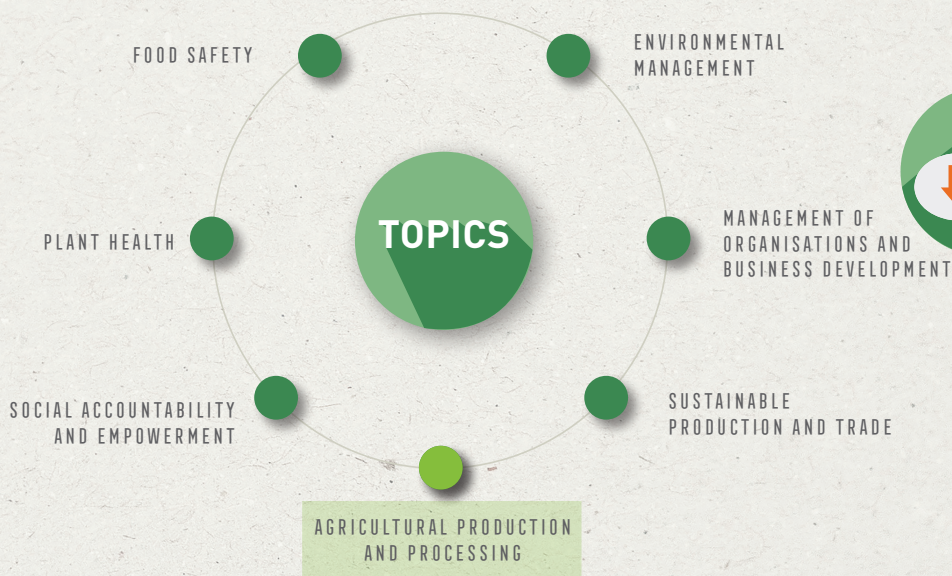 FOOD SAFETY
ENVIRONMENTAL
MANAGEMENT
TOPICS
PLANT HEALTH
MANAGEMENT OF
ORGANISATIONS AND
BUSINESS DEVELOPMENT
SOCIAL ACCOUNTABILITY
AND EMPOWERMENT
SUSTAINABLE
PRODUCTION AND TRADE
AGRICULTURAL PRODUCTION
AND PROCESSING